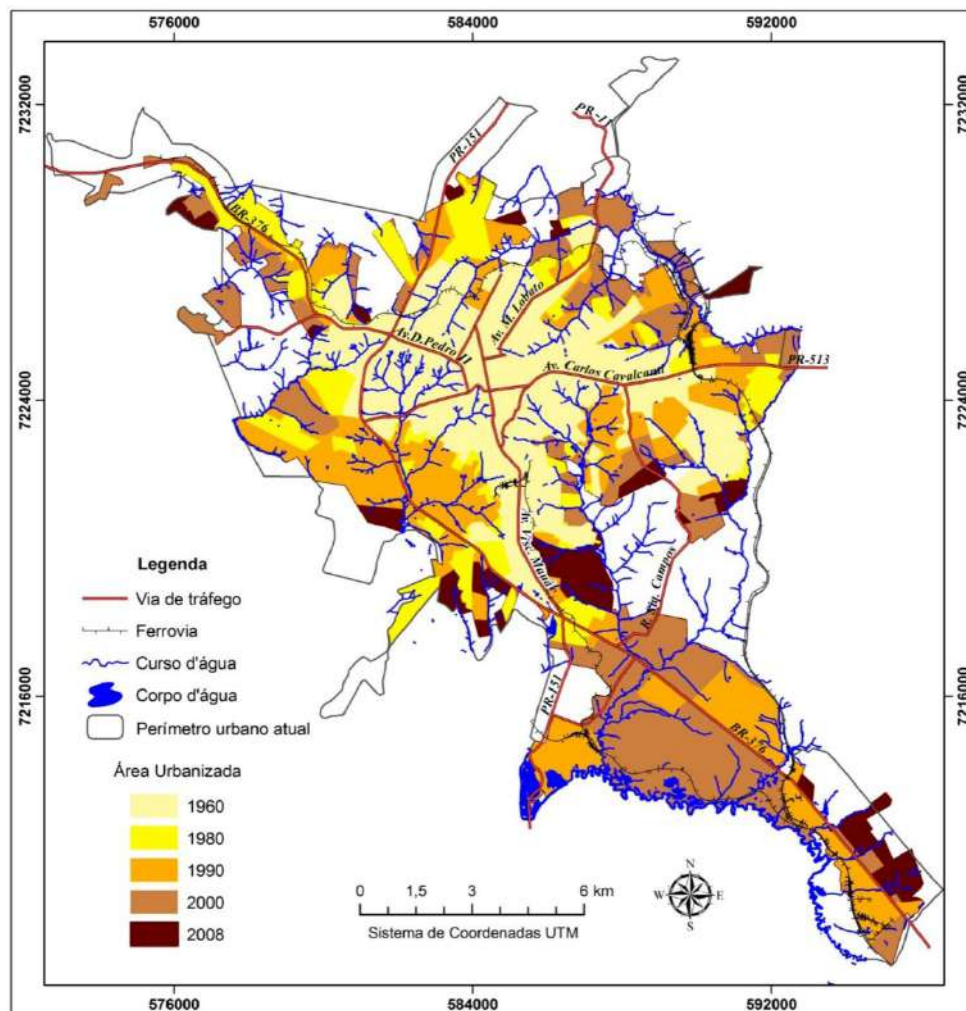 576000 584000 592000
7232000 7232000
PR-151
PR-11
BR-376
Av. M. Lobato
Av.D.Pedro II
Av. Carlos Cavalcanti
PR-513
7224000 7224000
Av. Visc. Mauá
R. Sbt. Campos
Legenda
Via de tráfego
Ferrovia
Curso d'água
Corpo d'água
Perímetro urbano atual
7216000 7216000
PR-151
BR-376
Área Urbanizada
1960
1980
1990
2000
2008
0 1,5 3 6 km
Sistema de Coordenadas UTM
N
W E
S
576000 584000 592000